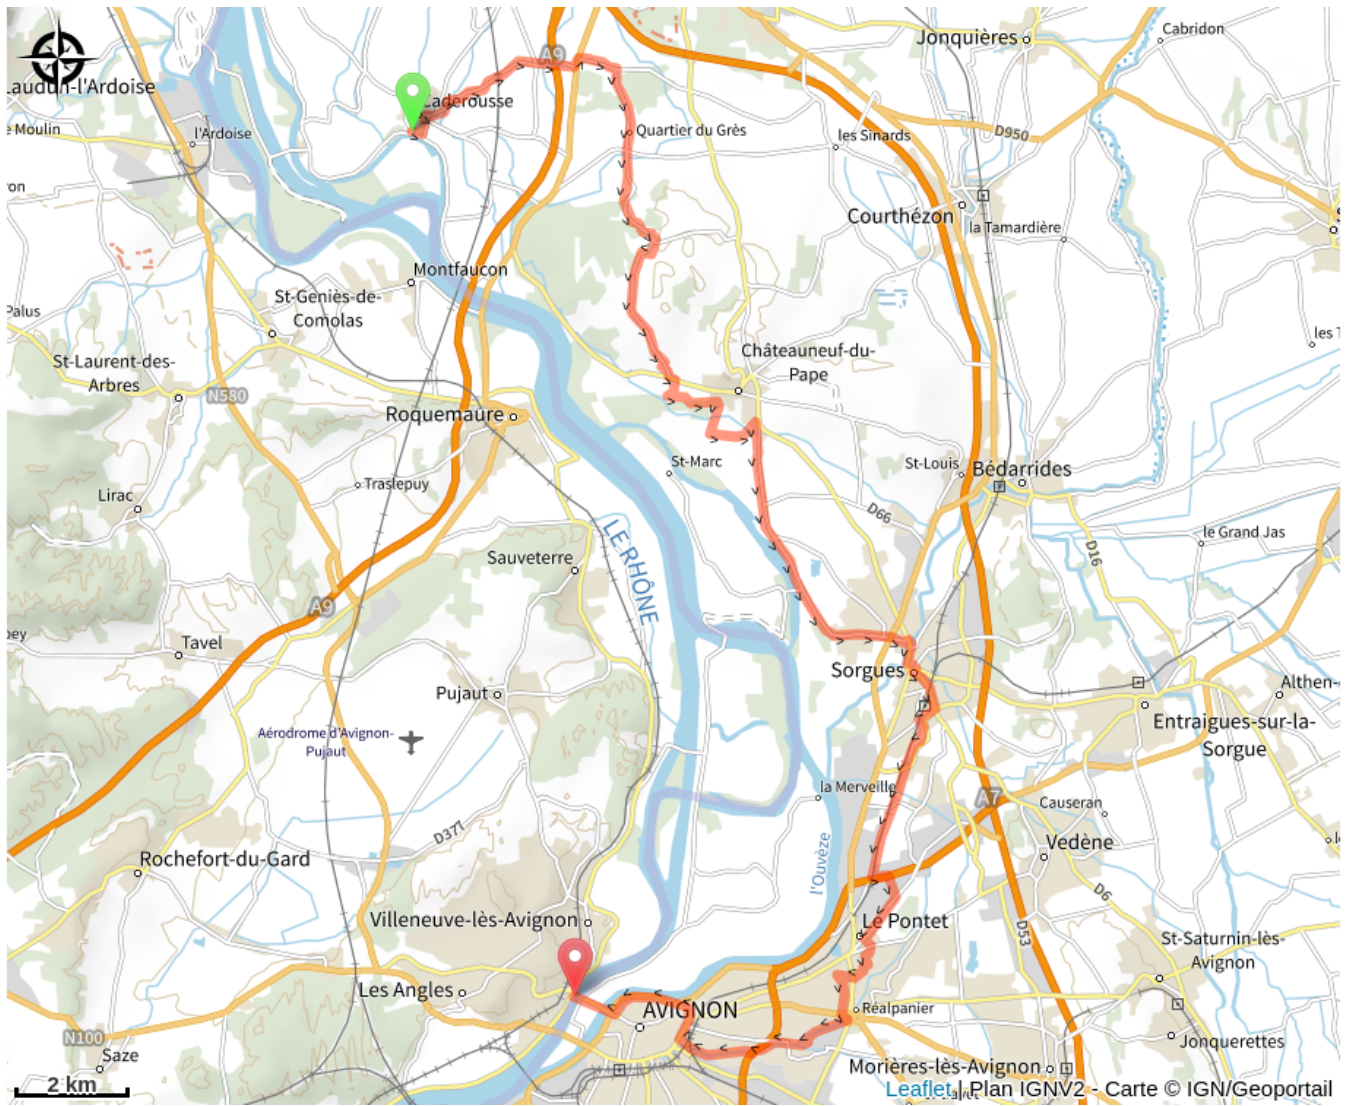 Jonquières
Cabridon
A9
Laudun-l'Ardoise
Caderousse
e Moulin
l'Ardoise
Quartier du Grès
les Sinards
D950
Courthézon
la Tamardière
Montfaucon
St-Geniès-de-
Comolas
Palus
les
St-Laurent-des-
Arbres
N580
Châteauneuf-du-
Pape
Roquemaure
St-Marc
St-Louis
Bédarrides
Traslepuy
Lirac
D66
LE RHÔNE
Sauveterre
D16
le Grand Jas
A9
Tavel
Sorgues
Pujaut
Althen-
Entraigues-sur-la-
Sorgue
Aérodrome d'Avignon-
Pujaut
la Merveille
A7
Causeran
D377
Vedène
Rochefort-du-Gard
l'Ouvèze
D6
Villeneuve-lès-Avignon
Le Pontet
D53
St-Saturnin-lès-
Avignon
Les Angles
AVIGNON
Réalpanier
N100
Saze
Jonquerettes
Morières-lès-Avignon
2 km
Leaflet | Plan IGNV2 - Carte © IGN/Geoportail